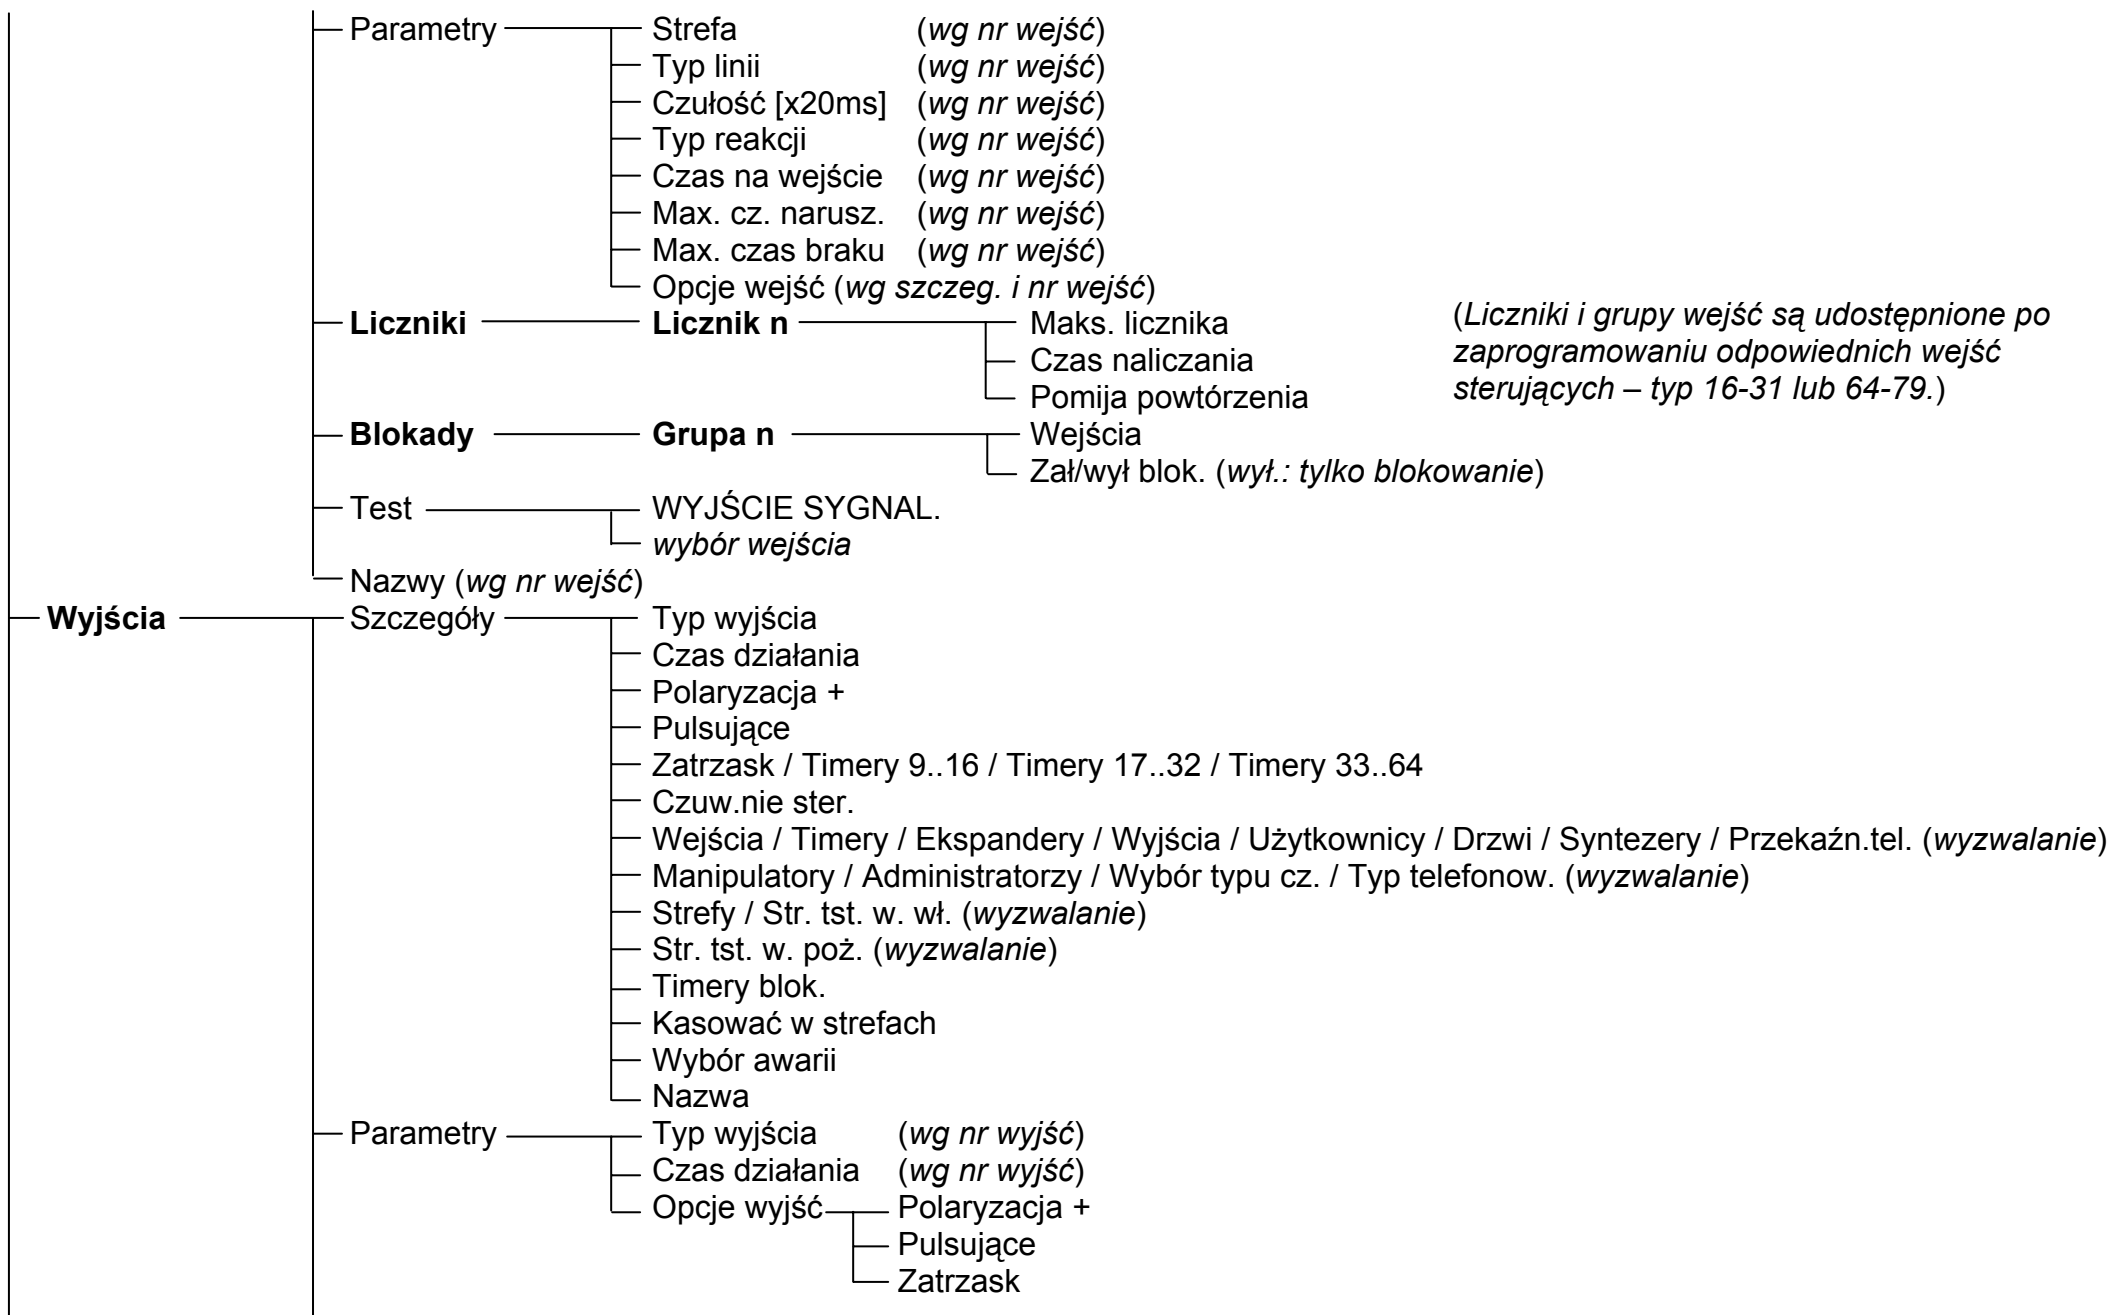 Parametry Strefa (wg nr wejść)
Typ linii (wg nr wejść)
Czułość [x20ms] (wg nr wejść)
Typ reakcji (wg nr wejść)
Czas na wejście (wg nr wejść)
Max. cz. narusz. (wg nr wejść)
Max. czas braku (wg nr wejść)
Opcje wejść (wg szczeg. i nr wejść)
Liczniki Licznik n Maks. licznika
Czas naliczania
Pomija powtórzenia
(Liczniki i grupy wejść są udostępnione po
zaprogramowaniu odpowiednich wejść
sterujących – typ 16-31 lub 64-79.)
Blokady Grupa n Wejścia
Zał/wył blok. (wył.: tylko blokowanie)
Test WYJŚCIE SYGNAL.
wybór wejścia
Nazwy (wg nr wejść)
Wyjścia Szczegóły Typ wyjścia
Czas działania
Polaryzacja +
Pulsujące
Zatrzask / Timery 9..16 / Timery 17..32 / Timery 33..64
Czuw.nie ster.
Wejścia / Timery / Ekspandery / Wyjścia / Użytkownicy / Drzwi / Syntezery / Przekaźn.tel. (wyzwalanie)
Manipulatory / Administratorzy / Wybór typu cz. / Typ telefonow. (wyzwalanie)
Strefy / Str. tst. w. wł. (wyzwalanie)
Str. tst. w. poż. (wyzwalanie)
Timery blok.
Kasować w strefach
Wybór awarii
Nazwa
Parametry Typ wyjścia (wg nr wyjść)
Czas działania (wg nr wyjść)
Opcje wyjść Polaryzacja +
Pulsujące
Zatrzask